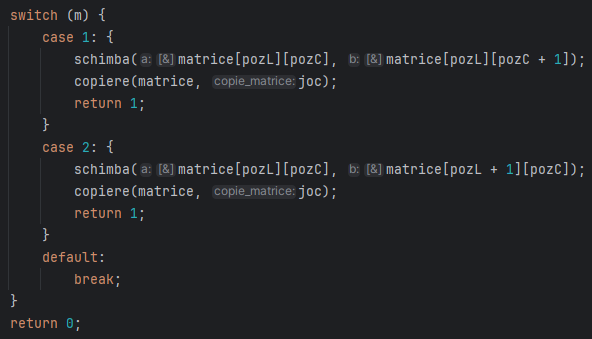 switch (m) {
case 1: {
schimba( a: [&] matrice[pozL][pozC], b: [&] matrice[pozL][pozC + 1]);
copiere(matrice, copie_matrice: joc);
return 1;
}
case 2: {
schimba( a: [&] matrice[pozL][pozC], b: [&] matrice[pozL + 1][pozC]);
copiere(matrice, copie_matrice: joc);
return 1;
}
default:
break;
}
return 0;